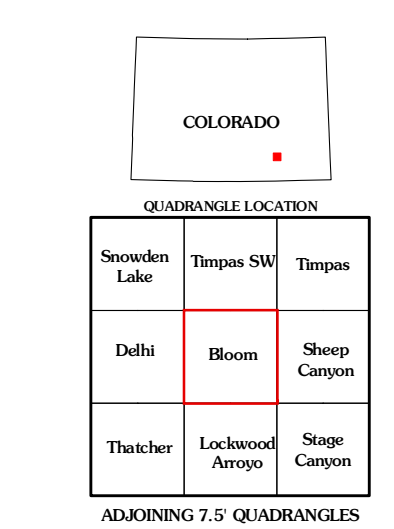 COLORADO
QUADRANGLE LOCATION
Snowden
Lake
Timpas SW
Timpas
Delhi
Bloom
Sheep
Canyon
Thatcher
Lockwood
Arroyo
Stage
Canyon
ADJOINING 7.5' QUADRANGLES